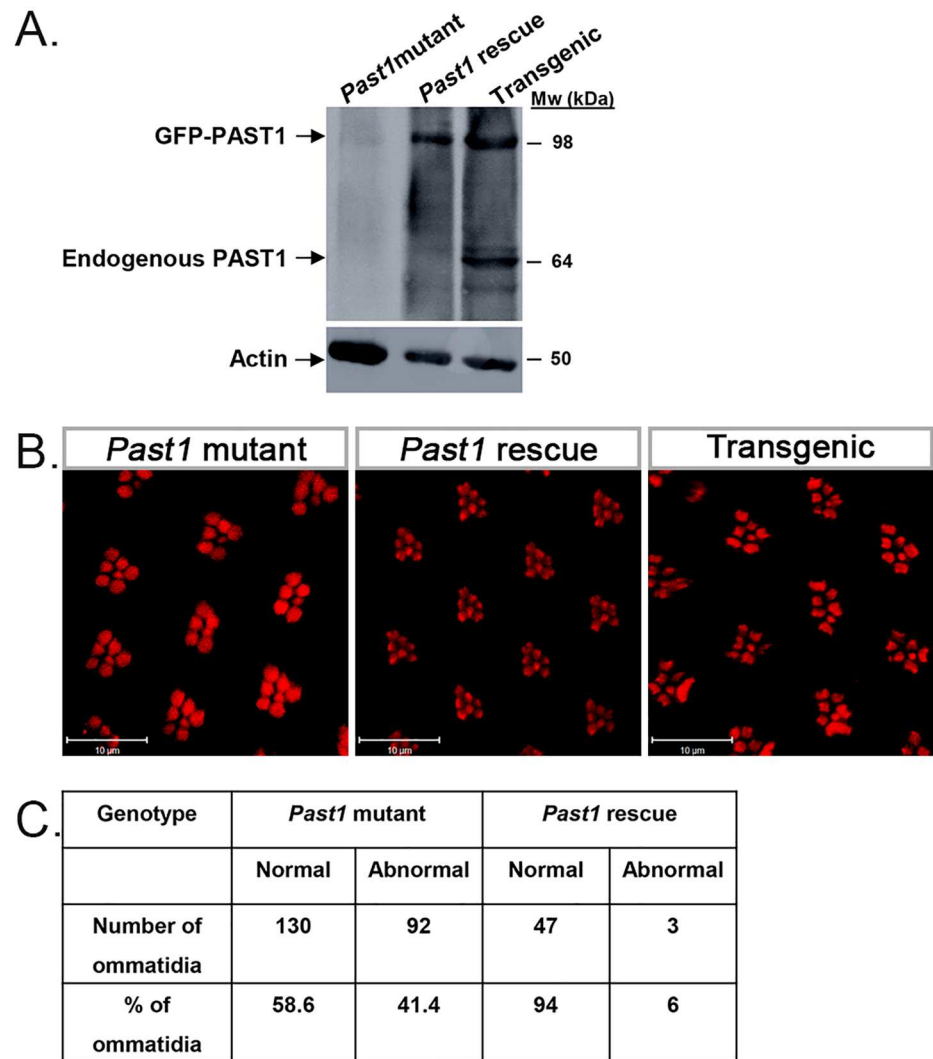 A.
Past1 mutant
Past1 rescue
Transgenic
Mw (kDa)
GFP-PAST1
98
Endogenous PAST1
64
Actin
50
B.
Past1 mutant
Past1 rescue
Transgenic
10 µm
10 µm
10 µm
C.
Genotype Past1 mutant Past1 rescue
Normal Abnormal Normal Abnormal
Number of
ommatidia 130 92 47 3
% of
ommatidia 58.6 41.4 94 6